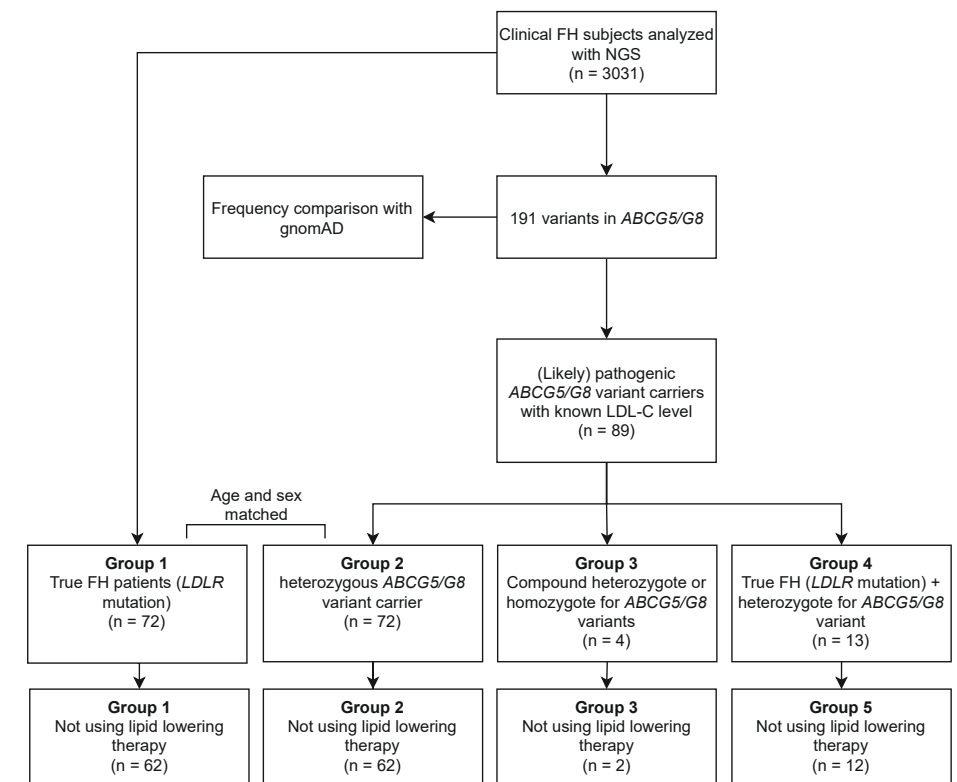 Clinical FH subjects analyzed
with NGS
(n = 3031)
Frequency comparison with
gnomAD
191 variants in ABCG5/G8
(Likely) pathogenic
ABCG5/G8 variant carriers
with known LDL-C level
(n = 89)
Age and sex
matched
Group 1
True FH patients (LDLR
mutation)
(n = 72)
Group 2
heterozygous ABCG5/G8
variant carrier
(n = 72)
Group 3
Compound heterozygote or
homozygote for ABCG5/G8
variants
(n = 4)
Group 4
True FH (LDLR mutation) +
heterozygote for ABCG5/G8
variant
(n = 13)
Group 1
Not using lipid lowering
therapy
(n = 62)
Group 2
Not using lipid lowering
therapy
(n = 62)
Group 3
Not using lipid lowering
therapy
(n = 2)
Group 5
Not using lipid lowering
therapy
(n = 12)